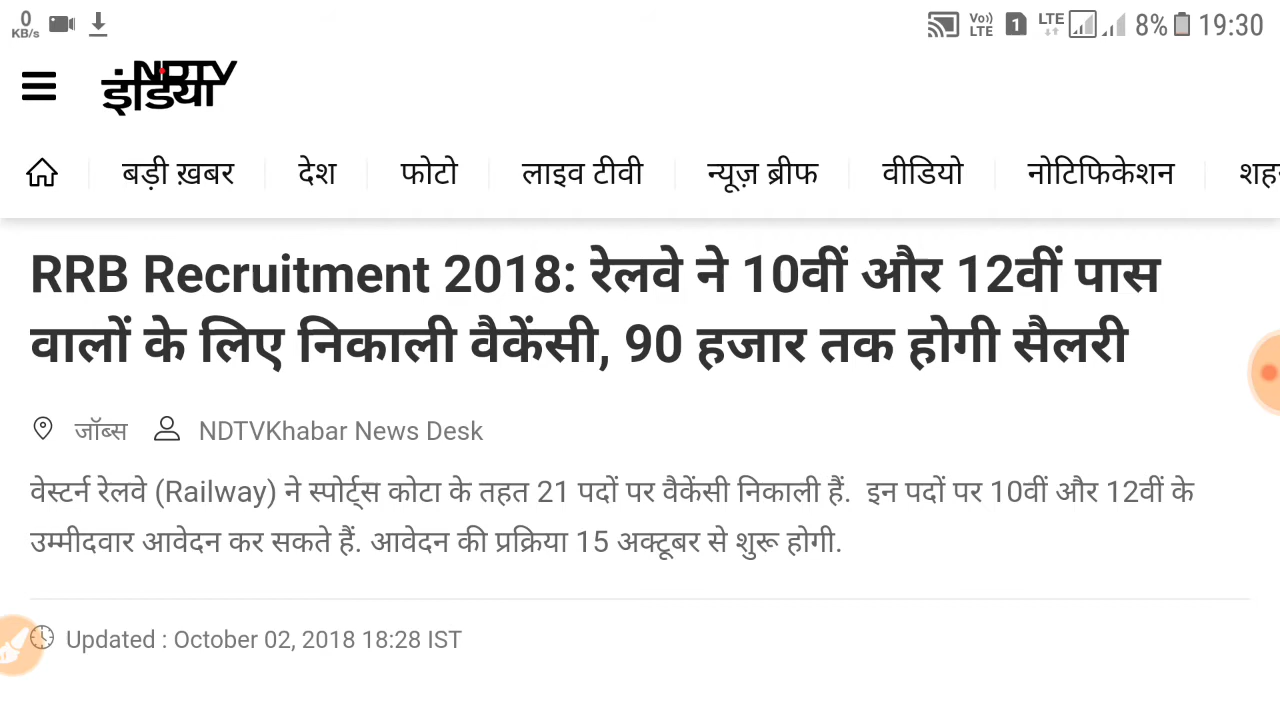 0
KB/s
Vo)
LTE
1
LTE
8%
19:30
NDTV
इंडिया
बड़ी ख़बर देश फोटो लाइव टीवी न्यूज़ ब्रीफ वीडियो नोटिफिकेशन
RRB Recruitment 2018: रेलवे ने 10वीं और 12वीं पास
वालों के लिए निकाली वैकेंसी, 90 हजार तक होगी सैलरी
जॉब्स NDTVKhabar News Desk
वेस्टर्न रेलवे (Railway) ने स्पोर्ट्स कोटा के तहत 21 पदों पर वैकेंसी निकाली हैं. इन पदों पर 10वीं और 12वीं के
उम्मीदवार आवेदन कर सकते हैं. आवेदन की प्रक्रिया 15 अक्टूबर से शुरू होगी.
Updated : October 02, 2018 18:28 IST